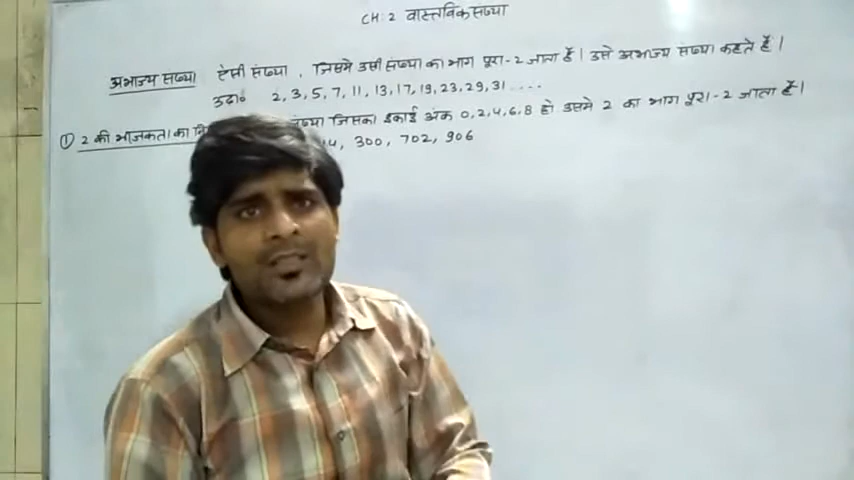 CH: 2 वास्तविक संख्या
अभाज्य संख्या ऐसी संख्या , जिसमे उसी संख्या का भाग पूरा-2 जाता हैं। उसे अभाज्य संख्या कहते हैं।
उदा० 2, 3, 5, 7, 11, 13, 17, 19, 23, 29, 31 ....
① 2 की भाजकता का संख्या जिसका इकाई अंक 0, 2, 4, 6, 8 हो उसमे 2 का भाग पूरा-2 जाता हैं।
4, 300, 702, 906